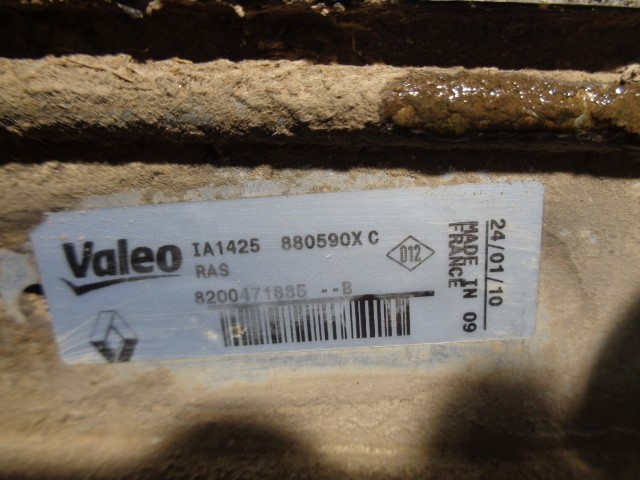 Valeo
IA1425 880590X C
RAS
8200471885 --B
D12
24/01/10
MADE IN 09
FRANCE